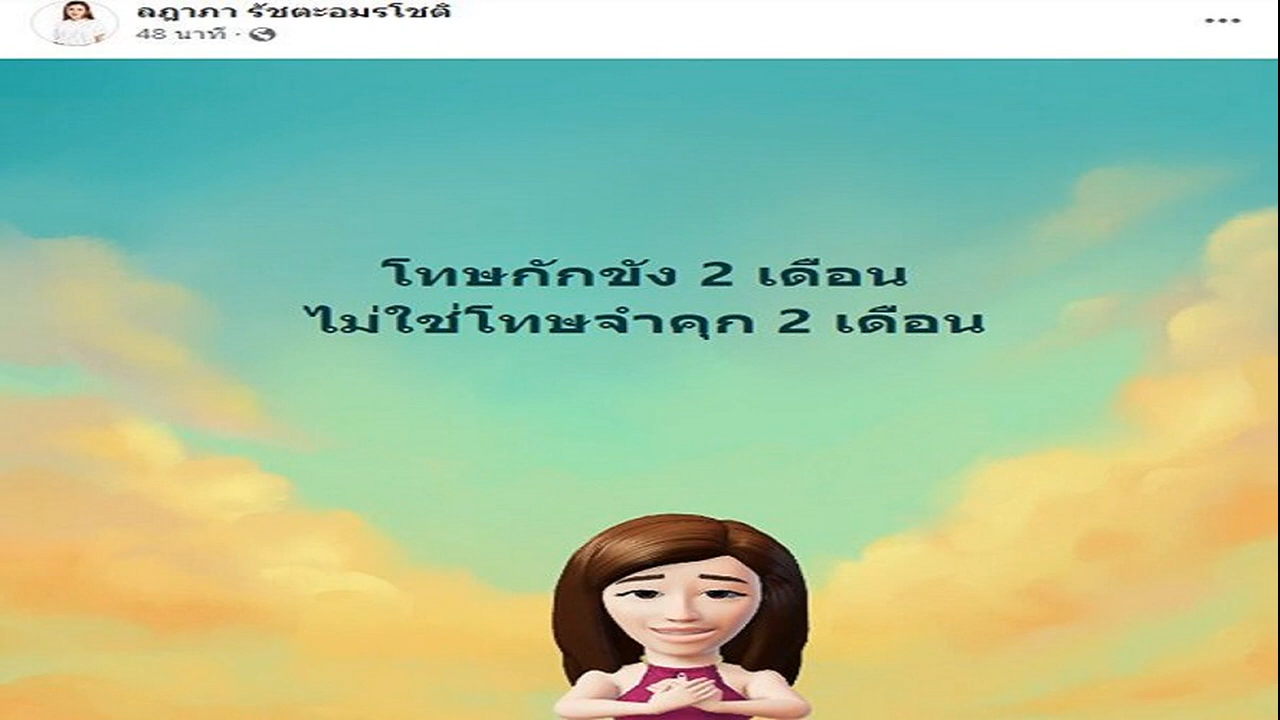 ลฎาภา รัชตะอมรโชติ
48 นาที ·
โทษกักขัง 2 เดือน
ไม่ใช่โทษจำคุก 2 เดือน